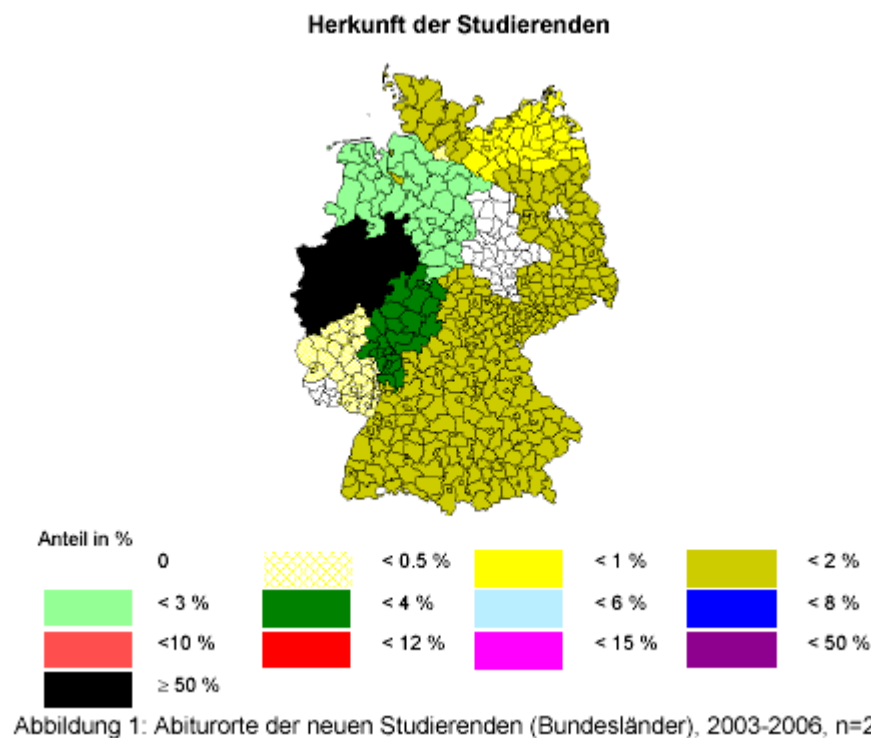 Herkunft der Studierenden
Anteil in %
0 < 0.5 % < 1 % < 2 %
< 3 % < 4 % < 6 % < 8 %
<10 % < 12 % < 15 % < 50 %
≥ 50 %
Abbildung 1: Abiturorte der neuen Studierenden (Bundesländer), 2003-2006, n=2